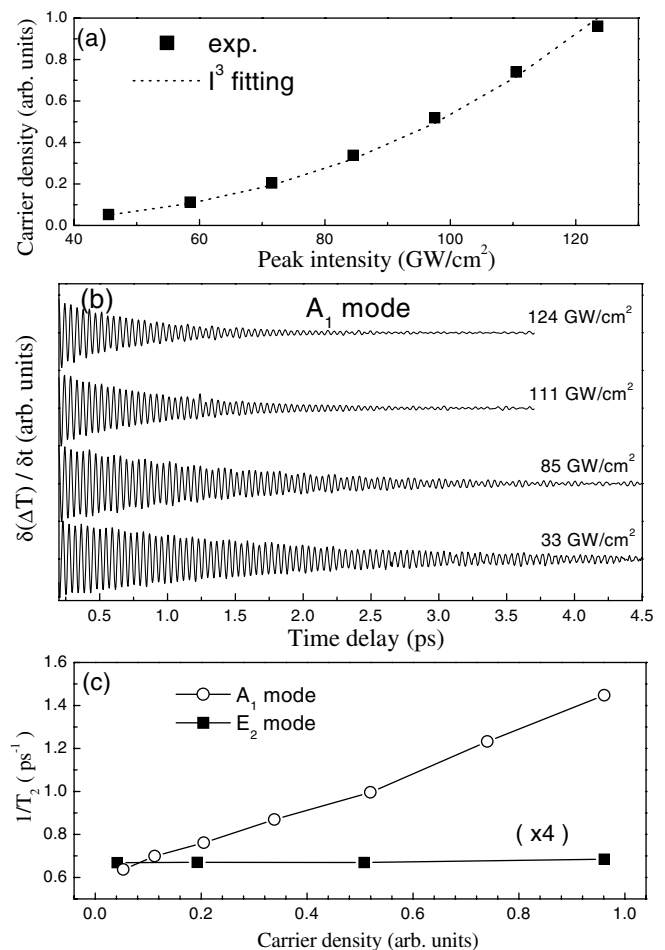 (a)
exp.
I³ fitting
Carrier density (arb. units)
1.0
0.8
0.6
0.4
0.2
0.0
40 60 80 100 120
Peak intensity (GW/cm²)
(b)
A₁ mode
124 GW/cm²
111 GW/cm²
85 GW/cm²
33 GW/cm²
δ(ΔT) / δt (arb. units)
0.5 1.0 1.5 2.0 2.5 3.0 3.5 4.0 4.5
Time delay (ps)
(c)
A₁ mode
E₂ mode
( x4 )
1/T₂ ( ps⁻¹)
1.6
1.4
1.2
1.0
0.8
0.6
0.0 0.2 0.4 0.6 0.8 1.0
Carrier density (arb. units)